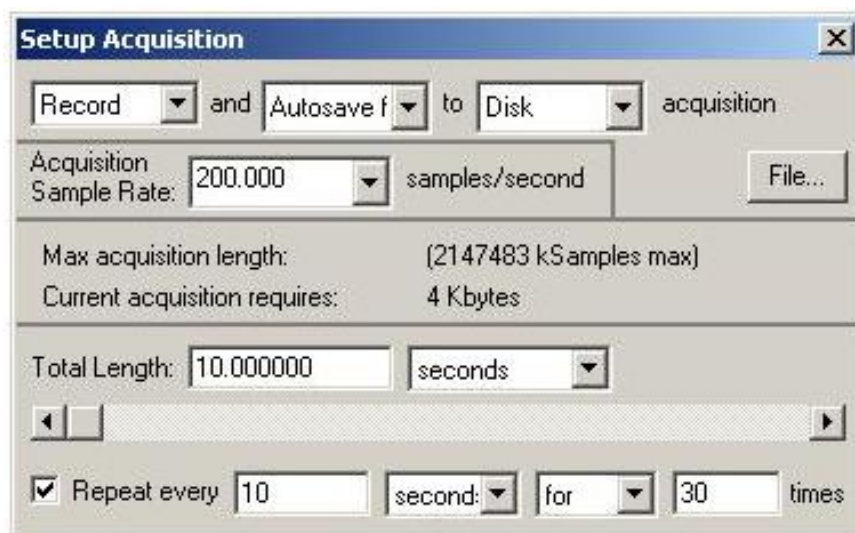 Setup Acquisition
Record and Autosave f to Disk acquisition
Acquisition
Sample Rate: 200.000 samples/second File...
Max acquisition length: (2147483 kSamples max)
Current acquisition requires: 4 Kbytes
Total Length: 10.000000 seconds
Repeat every 10 second: for 30 times